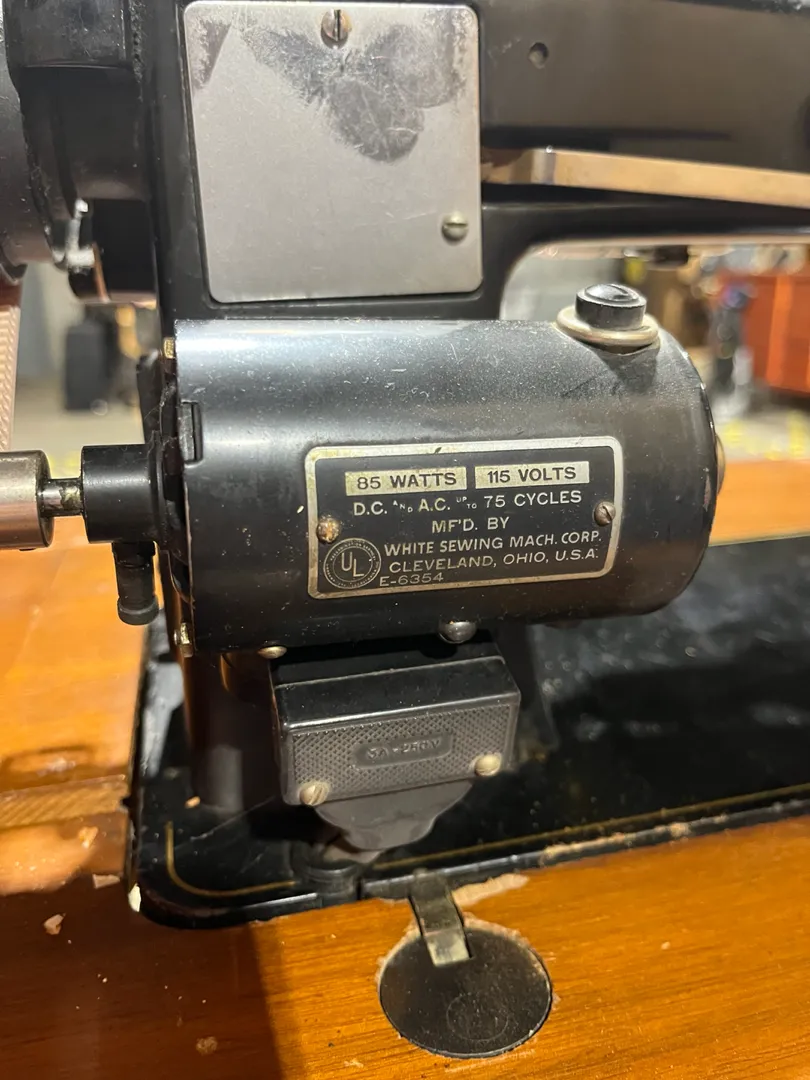 85 WATTS 115 VOLTS
D.C. AND A.C. UP TO 75 CYCLES
MF'D. BY
WHITE SEWING MACH. CORP.
CLEVELAND, OHIO, U.S.A.
UL
E-6354